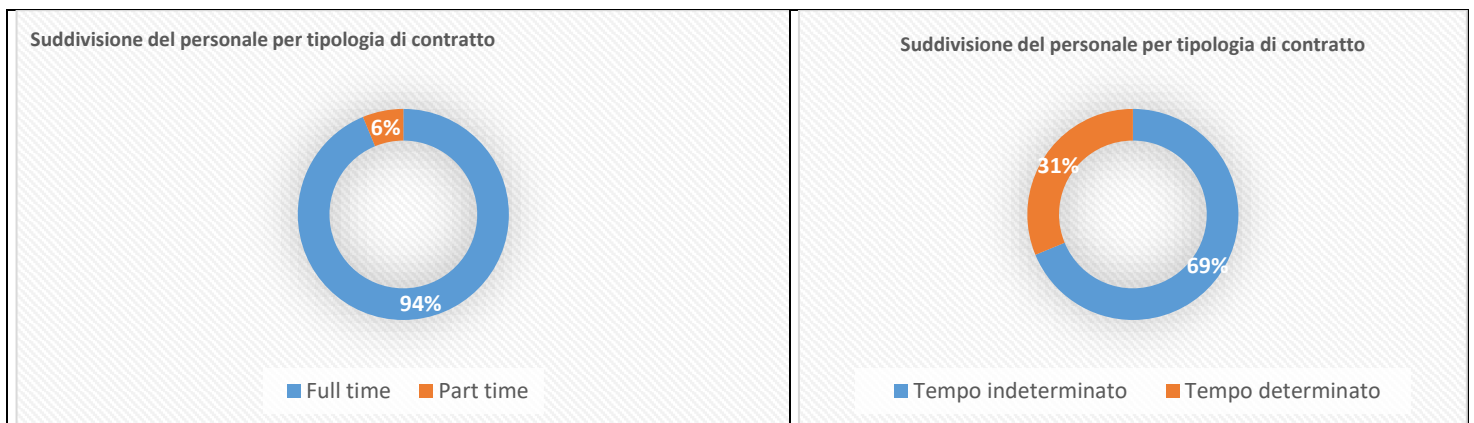 Suddivisione del personale per tipologia di contratto
6%
94%
Full time Part time
Suddivisione del personale per tipologia di contratto
31%
69%
Tempo indeterminato Tempo determinato